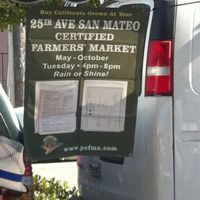 Buy California Grown at Your
25TH AVE SAN MATEO
CERTIFIED
FARMERS' MARKET
May - October
Tuesday • 4pm - 8pm
Rain or Shine!
www.pcfma.com